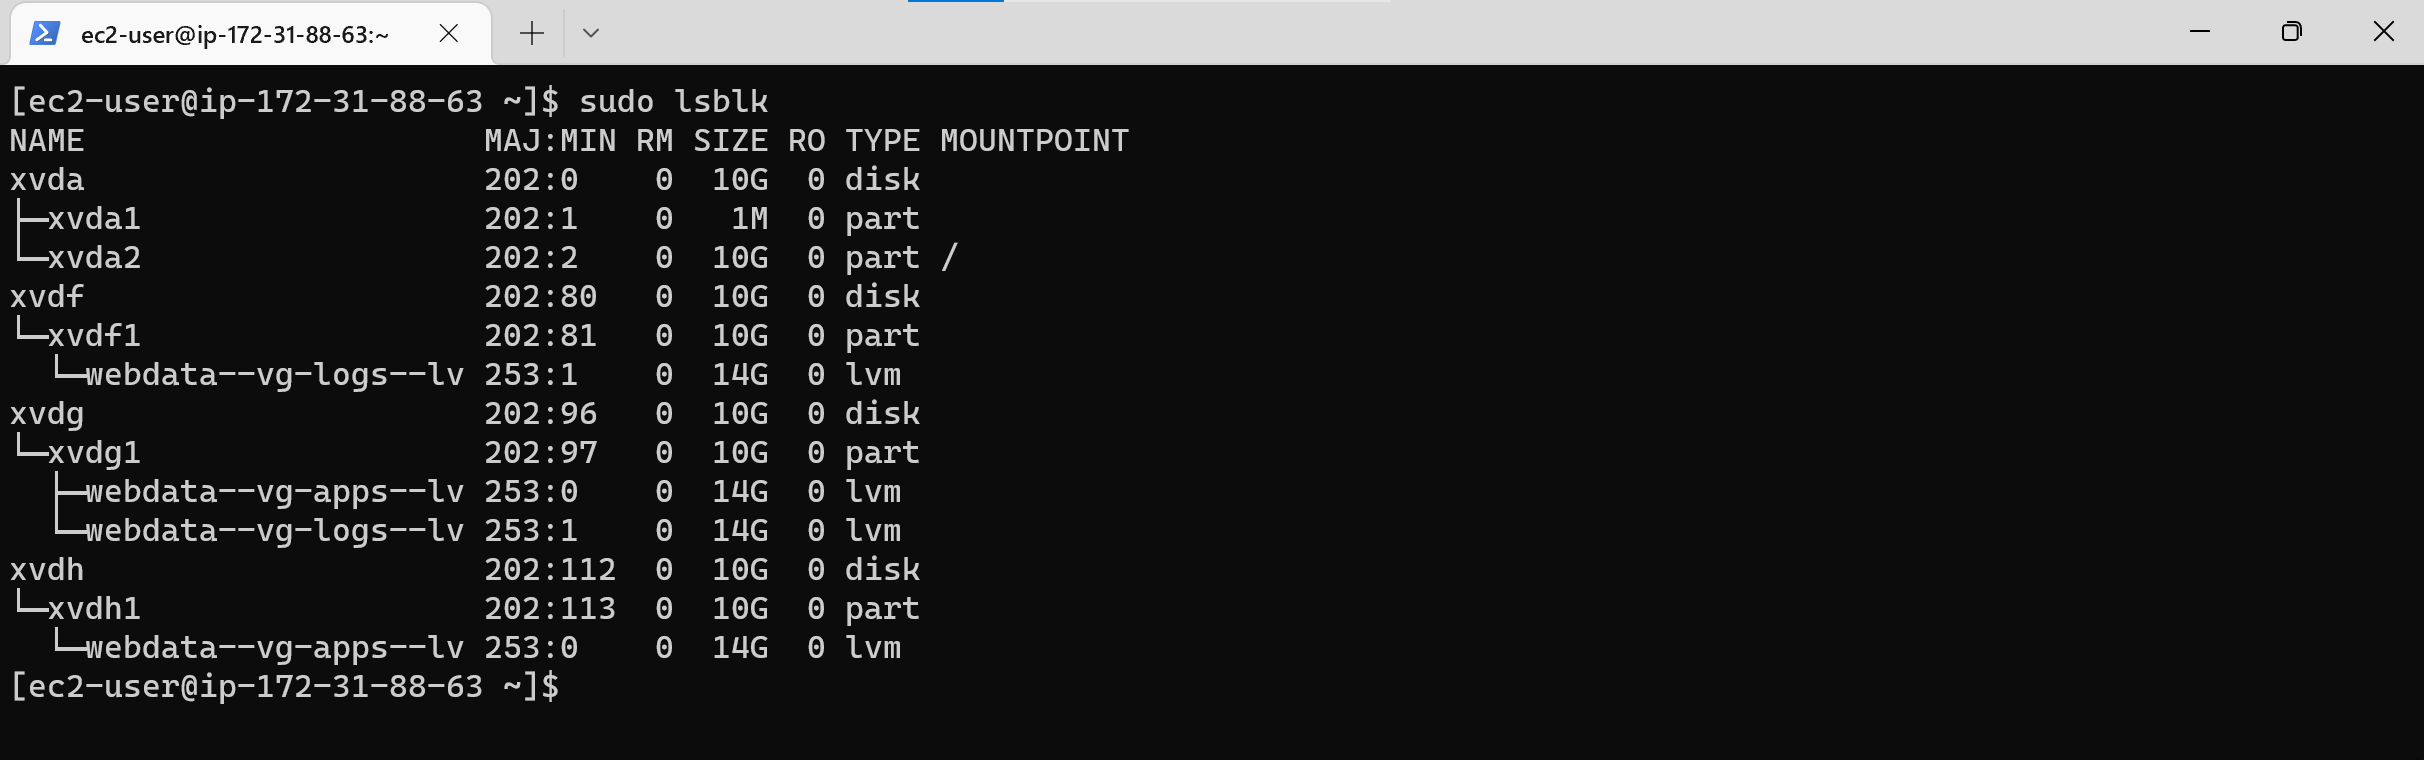 ec2-user@ip-172-31-88-63:~
[ec2-user@ip-172-31-88-63 ~]$ sudo lsblk
NAME                     MAJ:MIN RM SIZE RO TYPE MOUNTPOINT
xvda                     202:0    0  10G  0 disk
├─xvda1                  202:1    0   1M  0 part
└─xvda2                  202:2    0  10G  0 part /
xvdf                     202:80   0  10G  0 disk
└─xvdf1                  202:81   0  10G  0 part
  └─webdata--vg-logs--lv 253:1    0  14G  0 lvm
xvdg                     202:96   0  10G  0 disk
└─xvdg1                  202:97   0  10G  0 part
  ├─webdata--vg-apps--lv 253:0    0  14G  0 lvm
  └─webdata--vg-logs--lv 253:1    0  14G  0 lvm
xvdh                     202:112  0  10G  0 disk
└─xvdh1                  202:113  0  10G  0 part
  └─webdata--vg-apps--lv 253:0    0  14G  0 lvm
[ec2-user@ip-172-31-88-63 ~]$